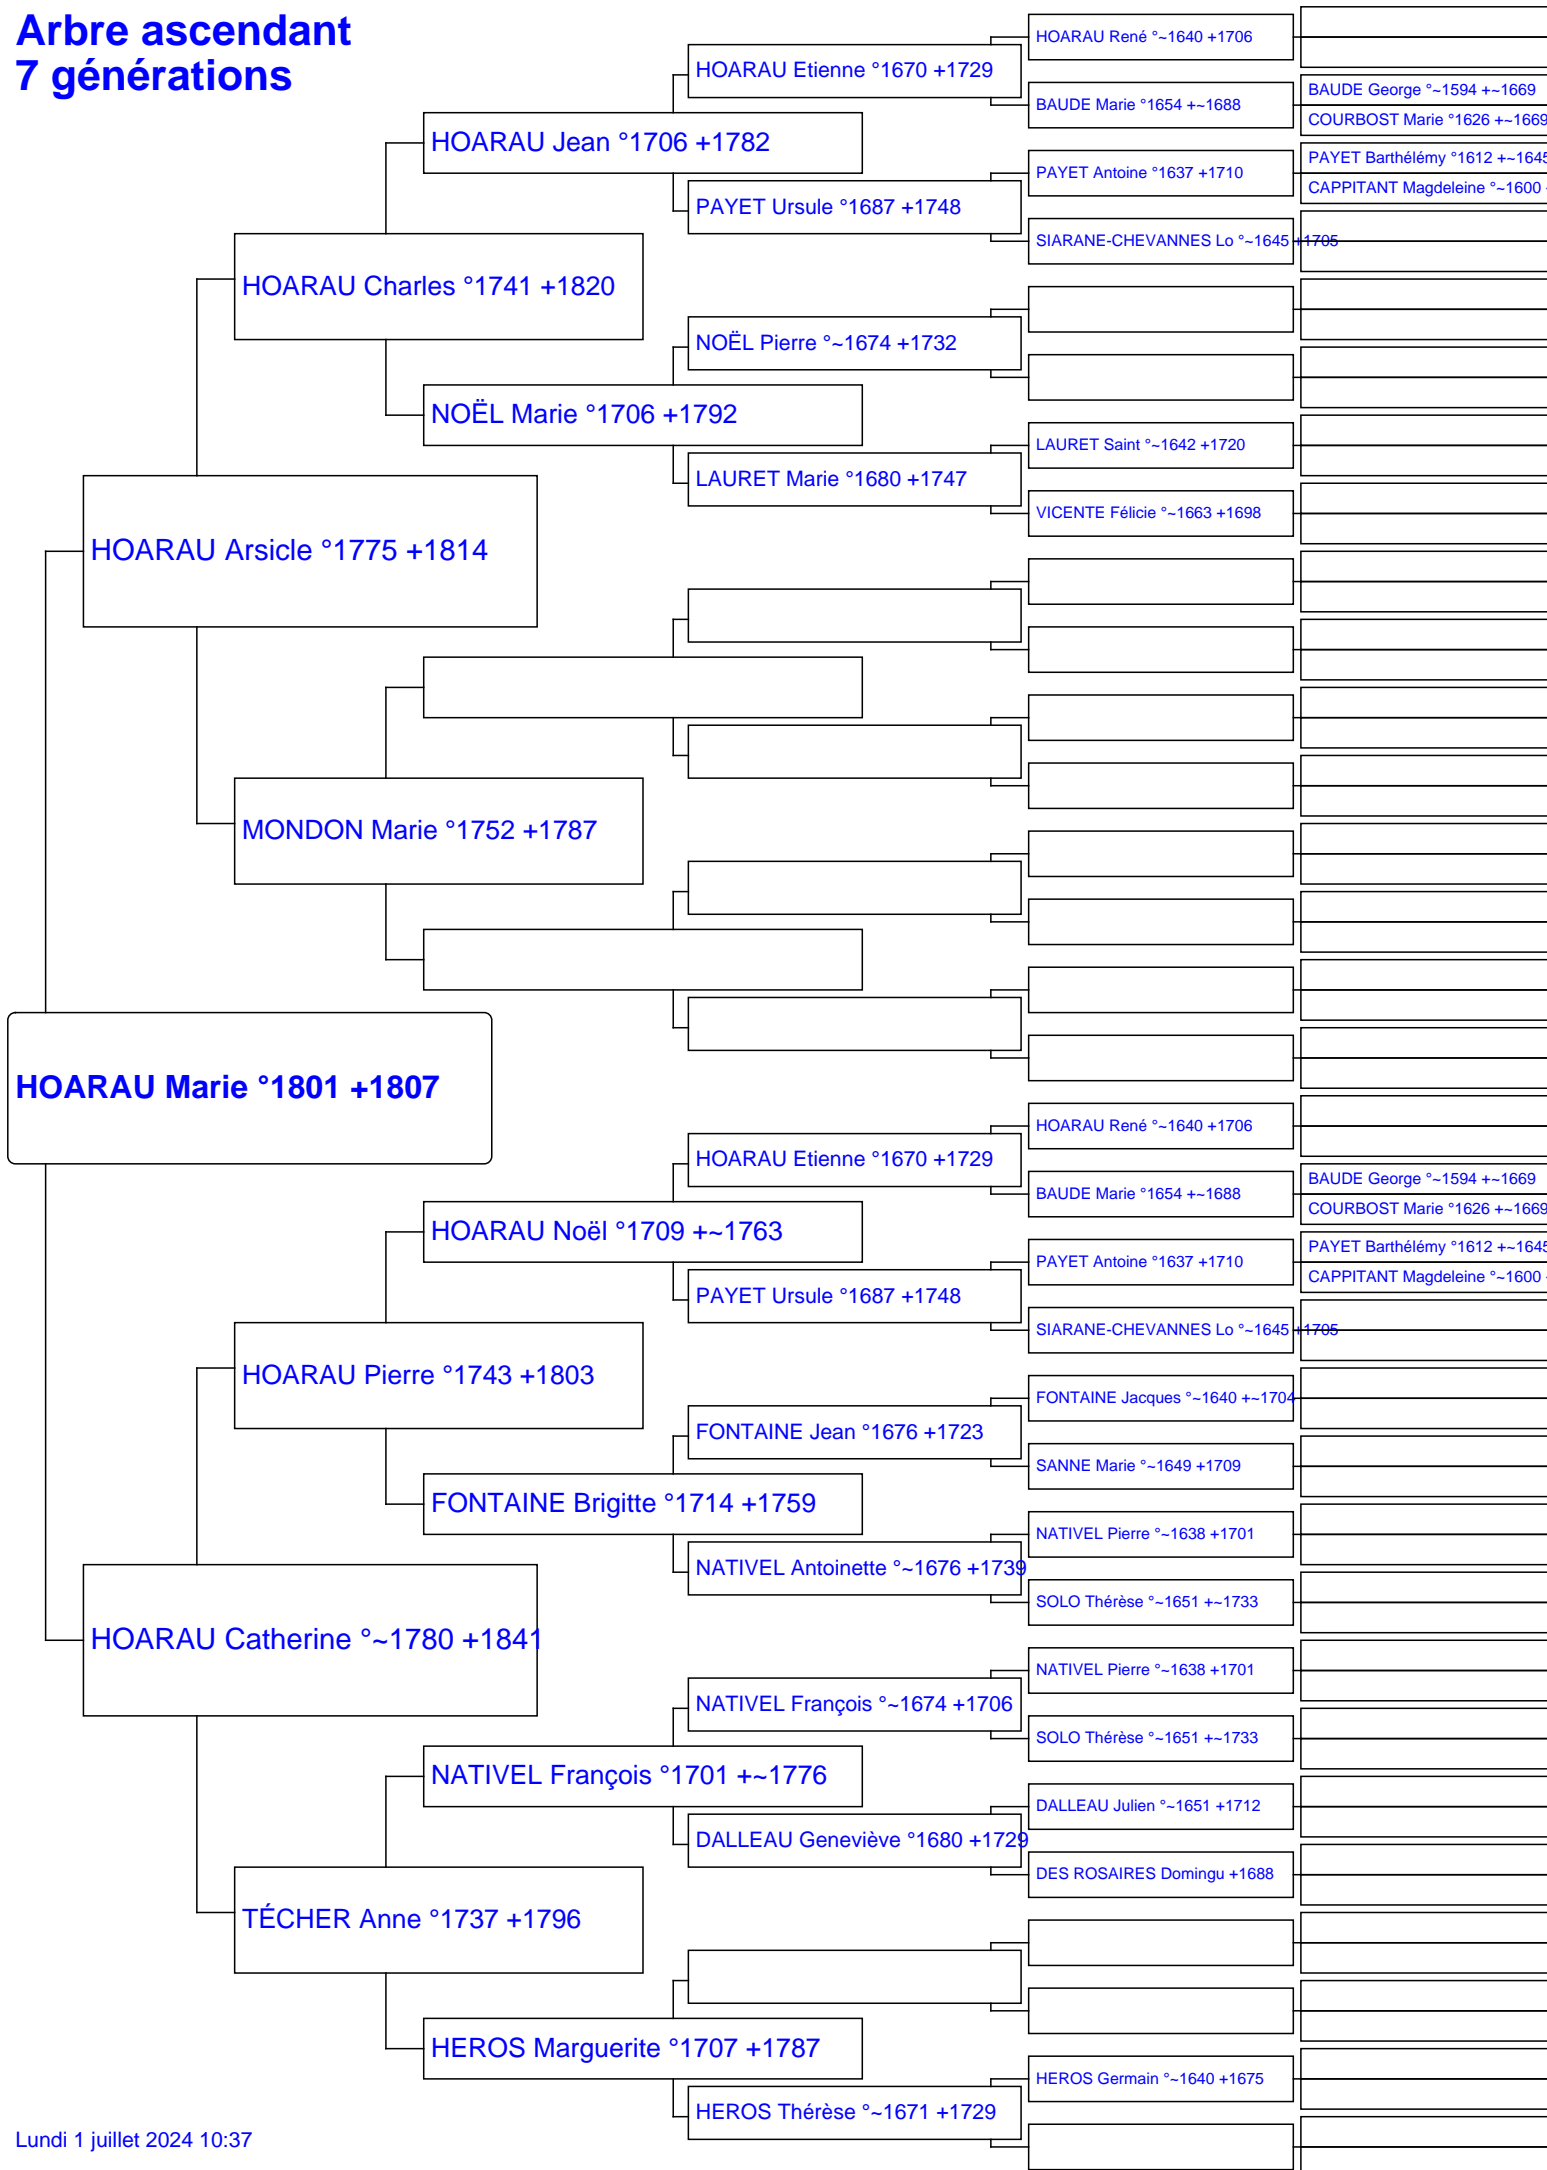 Arbre ascendant
7 générations
HOARAU René °~1640 +1706
HOARAU Etienne °1670 +1729
BAUDE George °~1594 +~1669
BAUDE Marie °1654 +~1688
COURBOST Marie °1626 +~1669
HOARAU Jean °1706 +1782
PAYET Barthélémy °1612 +~1645
PAYET Antoine °1637 +1710
CAPPITANT Magdeleine °~1600
PAYET Ursule °1687 +1748
SIARANE-CHEVANNES Lo °~1645 +1705
HOARAU Charles °1741 +1820
NOËL Pierre °~1674 +1732
NOËL Marie °1706 +1792
LAURET Saint °~1642 +1720
LAURET Marie °1680 +1747
VICENTE Félicie °~1663 +1698
HOARAU Arsicle °1775 +1814
MONDON Marie °1752 +1787
HOARAU Marie °1801 +1807
HOARAU René °~1640 +1706
HOARAU Etienne °1670 +1729
BAUDE George °~1594 +~1669
BAUDE Marie °1654 +~1688
COURBOST Marie °1626 +~1669
HOARAU Noël °1709 +~1763
PAYET Barthélémy °1612 +~1645
PAYET Antoine °1637 +1710
CAPPITANT Magdeleine °~1600
PAYET Ursule °1687 +1748
SIARANE-CHEVANNES Lo °~1645 +1705
HOARAU Pierre °1743 +1803
FONTAINE Jacques °~1640 +~1704
FONTAINE Jean °1676 +1723
SANNE Marie °~1649 +1709
FONTAINE Brigitte °1714 +1759
NATIVEL Pierre °~1638 +1701
NATIVEL Antoinette °~1676 +1739
SOLO Thérèse °~1651 +~1733
HOARAU Catherine °~1780 +1841
NATIVEL Pierre °~1638 +1701
NATIVEL François °~1674 +1706
SOLO Thérèse °~1651 +~1733
NATIVEL François °1701 +~1776
DALLEAU Julien °~1651 +1712
DALLEAU Geneviève °1680 +1729
DES ROSAIRES Domingu +1688
TÉCHER Anne °1737 +1796
HEROS Marguerite °1707 +1787
HEROS Germain °~1640 +1675
HEROS Thérèse °~1671 +1729
Lundi 1 juillet 2024 10:37